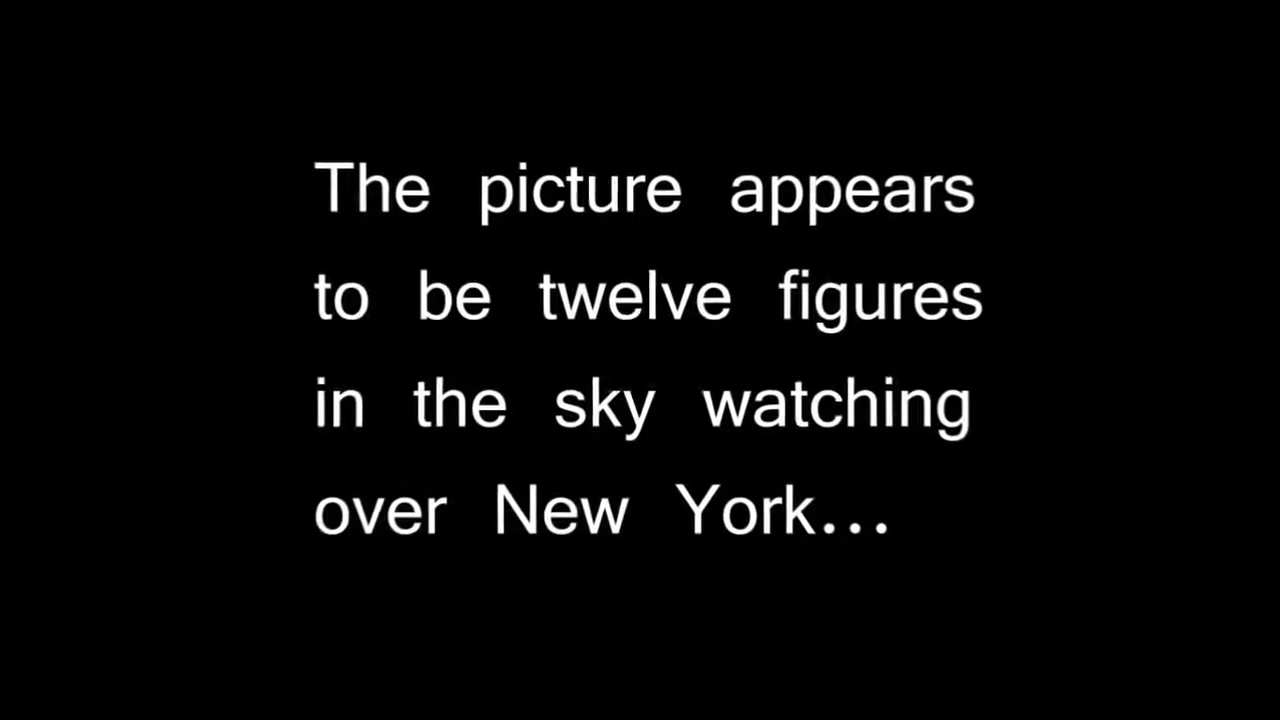 The picture appears
to be twelve figures
in the sky watching
over New York...